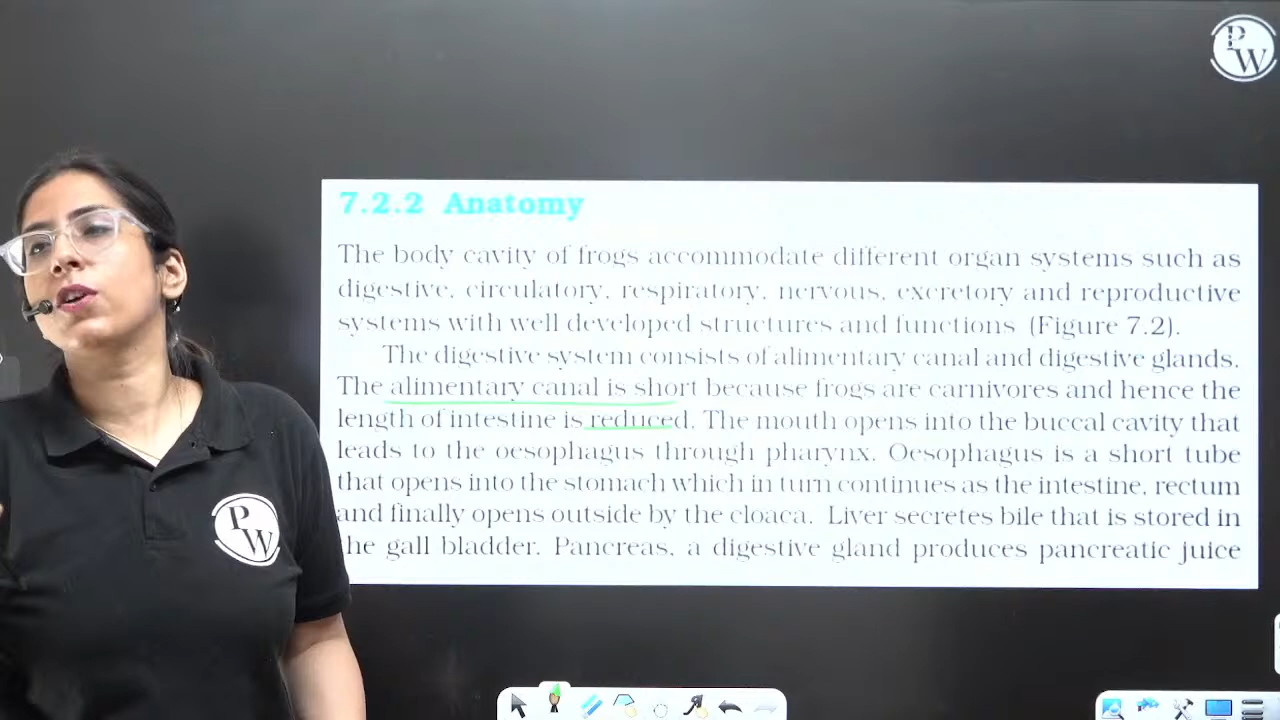 PW
7.2.2 Anatomy
The body cavity of frogs accommodate different organ systems such as
digestive, circulatory, respiratory, nervous, excretory and reproductive
systems with well developed structures and functions (Figure 7.2).
The digestive system consists of alimentary canal and digestive glands.
The alimentary canal is short because frogs are carnivores and hence the
length of intestine is reduced. The mouth opens into the buccal cavity that
leads to the oesophagus through pharynx. Oesophagus is a short tube
that opens into the stomach which in turn continues as the intestine, rectum
and finally opens outside by the cloaca. Liver secretes bile that is stored in
the gall bladder. Pancreas, a digestive gland produces pancreatic juice
PW